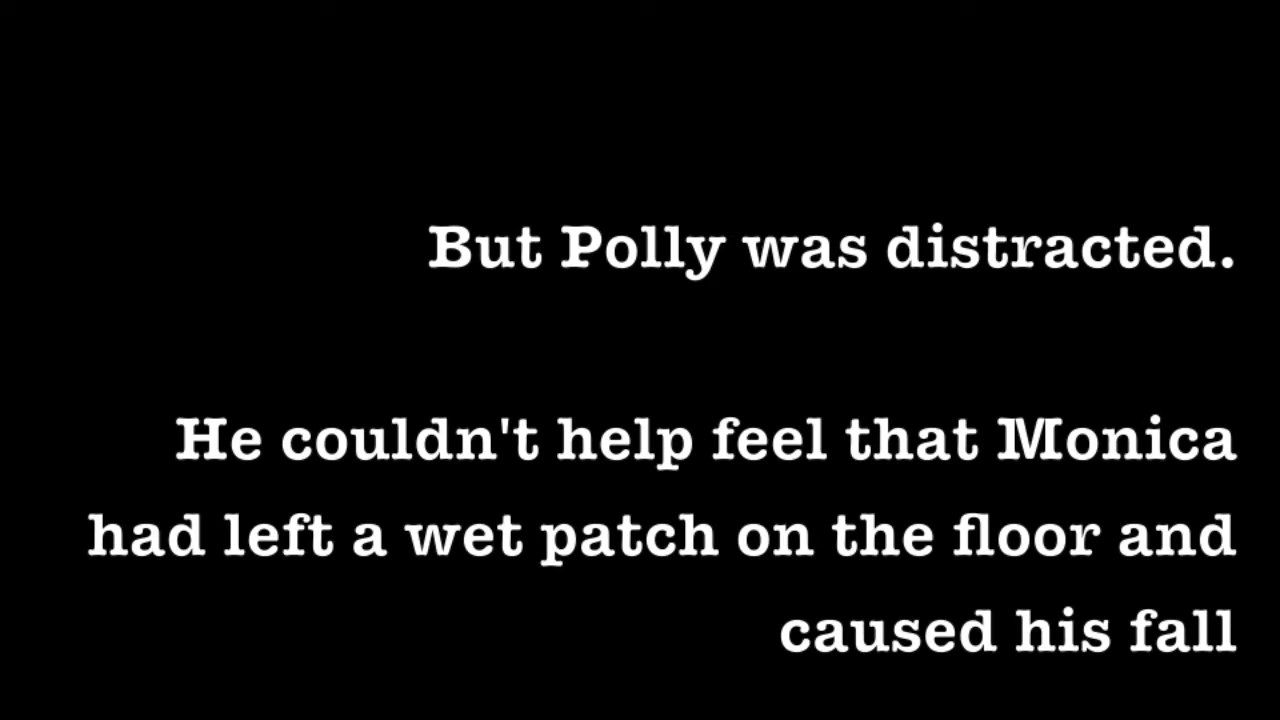 But Polly was distracted.
He couldn't help feel that Monica
had left a wet patch on the floor and
caused his fall